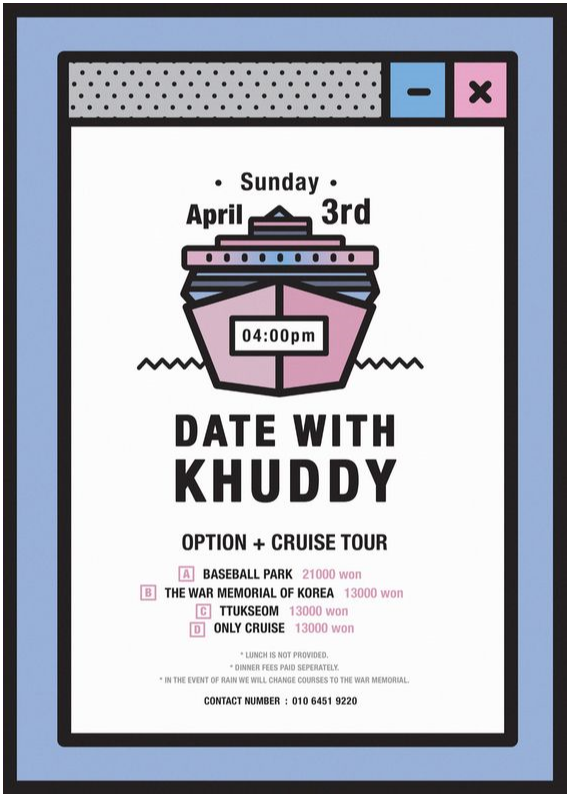 • Sunday •
April 3rd
04:00pm
DATE WITH
KHUDDY
OPTION + CRUISE TOUR
A BASEBALL PARK 21000 won
B THE WAR MEMORIAL OF KOREA 13000 won
C TTUKSEOM 13000 won
D ONLY CRUISE 13000 won
* LUNCH IS NOT PROVIDED.
* DINNER FEES PAID SEPERATELY.
* IN THE EVENT OF RAIN WE WILL CHANGE COURSES TO THE WAR MEMORIAL.
CONTACT NUMBER : 010 6451 9220